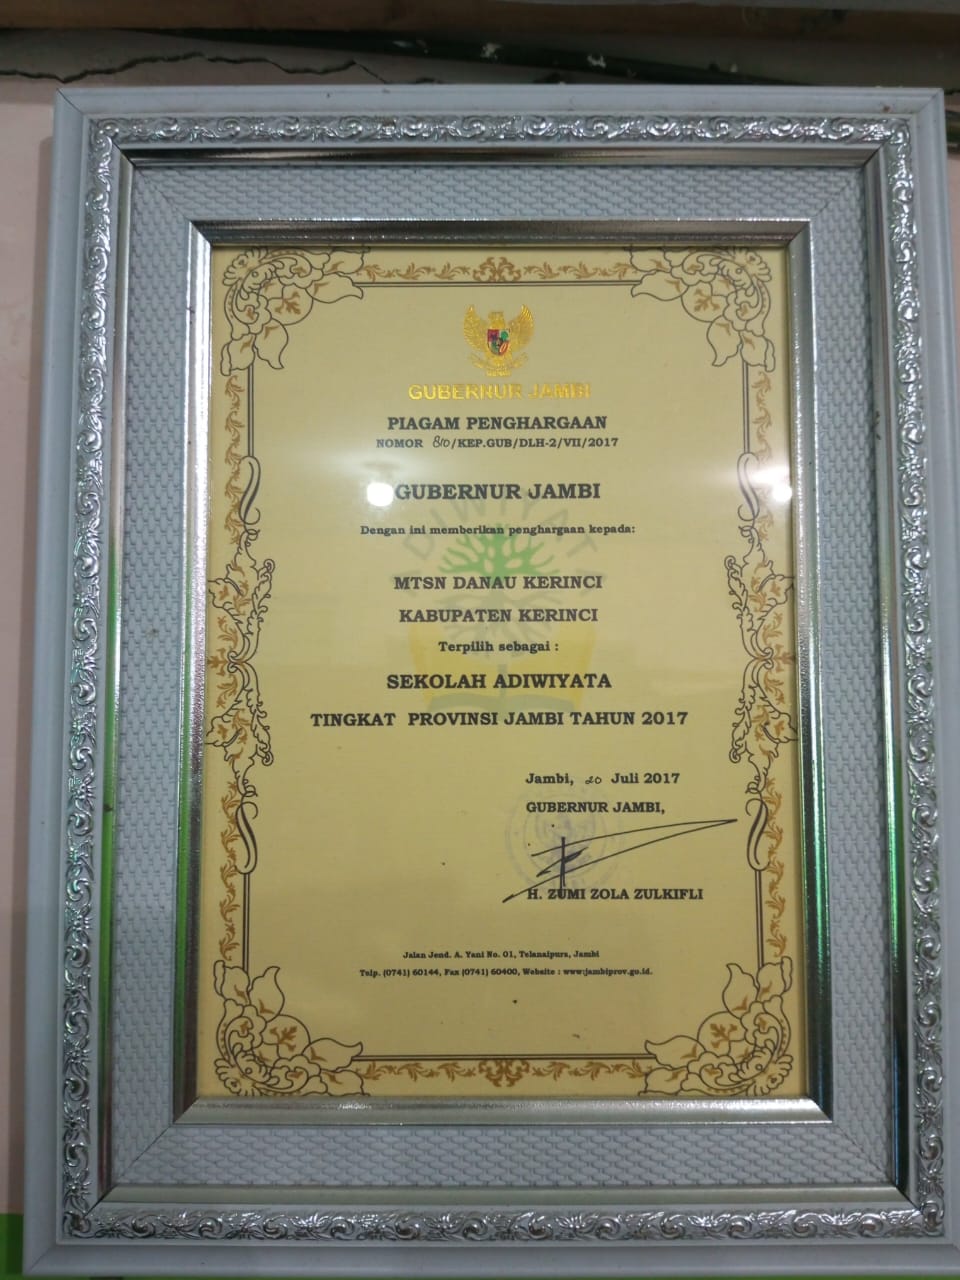 GUBERNUR JAMBI
PIAGAM PENGHARGAAN
NOMOR 810/KEP.GUB/DLH-2/VII/2017
GUBERNUR JAMBI
Dengan ini memberikan penghargaan kepada:
MTSN DANAU KERINCI
KABUPATEN KERINCI
Terpilih sebagai :
SEKOLAH ADIWIYATA
TINGKAT PROVINSI JAMBI TAHUN 2017
Jambi, 20 Juli 2017
GUBERNUR JAMBI,
H. ZUMI ZOLA ZULKIFLI
Jalan Jend. A. Yani No. 01, Telanaipura, Jambi
Telp. (0741) 60144, Fax (0741) 60400, Website : www.jambiprov.go.id.
ADIWIYATA